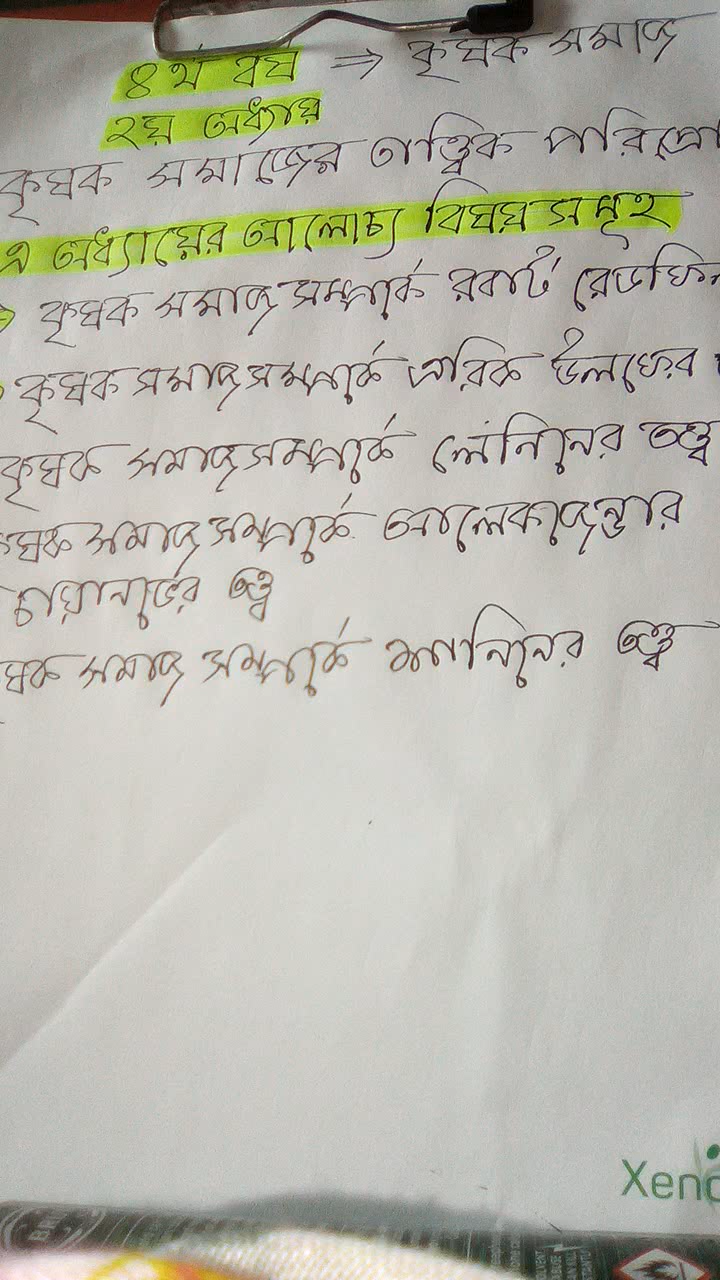 ৪র্থ বর্ষ ⇒ কৃষক সমাজ
২য় অধ্যায়
কৃষক সমাজের তাত্ত্বিক পরিপ্রে
এ অধ্যায়ের আলোচ্য বিষয় সমূহ
কৃষক সমাজ সম্পর্কে রবার্ট রেডফিল
কৃষক সমাজ সম্পর্কে এরিক উলফের
কৃষক সমাজ সম্পর্কে লেনিনের তত্ত্ব
ষক সমাজ সম্পর্কে আলেকজেন্ডার
চায়ানভের তত্ত্ব
ষক সমাজ সম্পর্কে শানিনের তত্ত্ব
Xeno